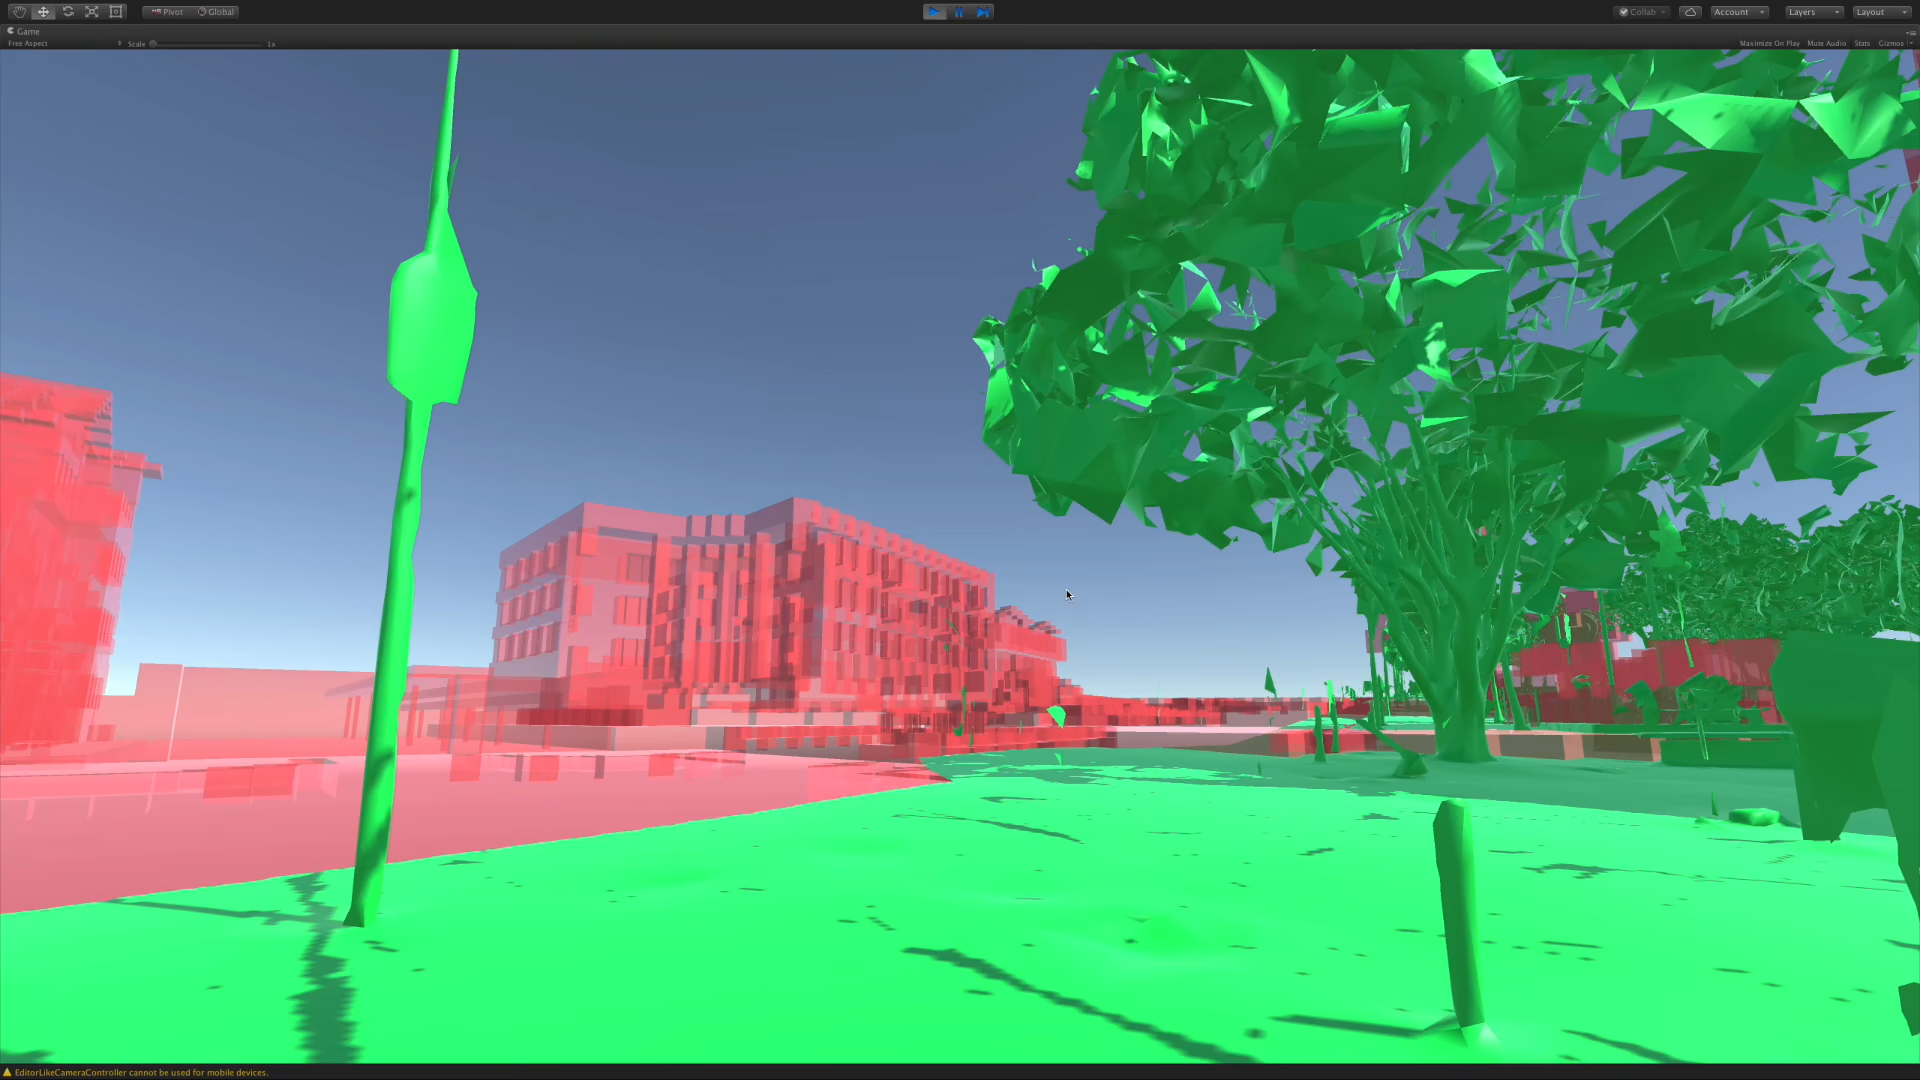 Pivot Global Collab Account Layers Layout
Game
Free Aspect Scale 1x Maximize On Play Mute Audio Stats Gizmos
EditorLikeCameraController cannot be used for mobile devices.